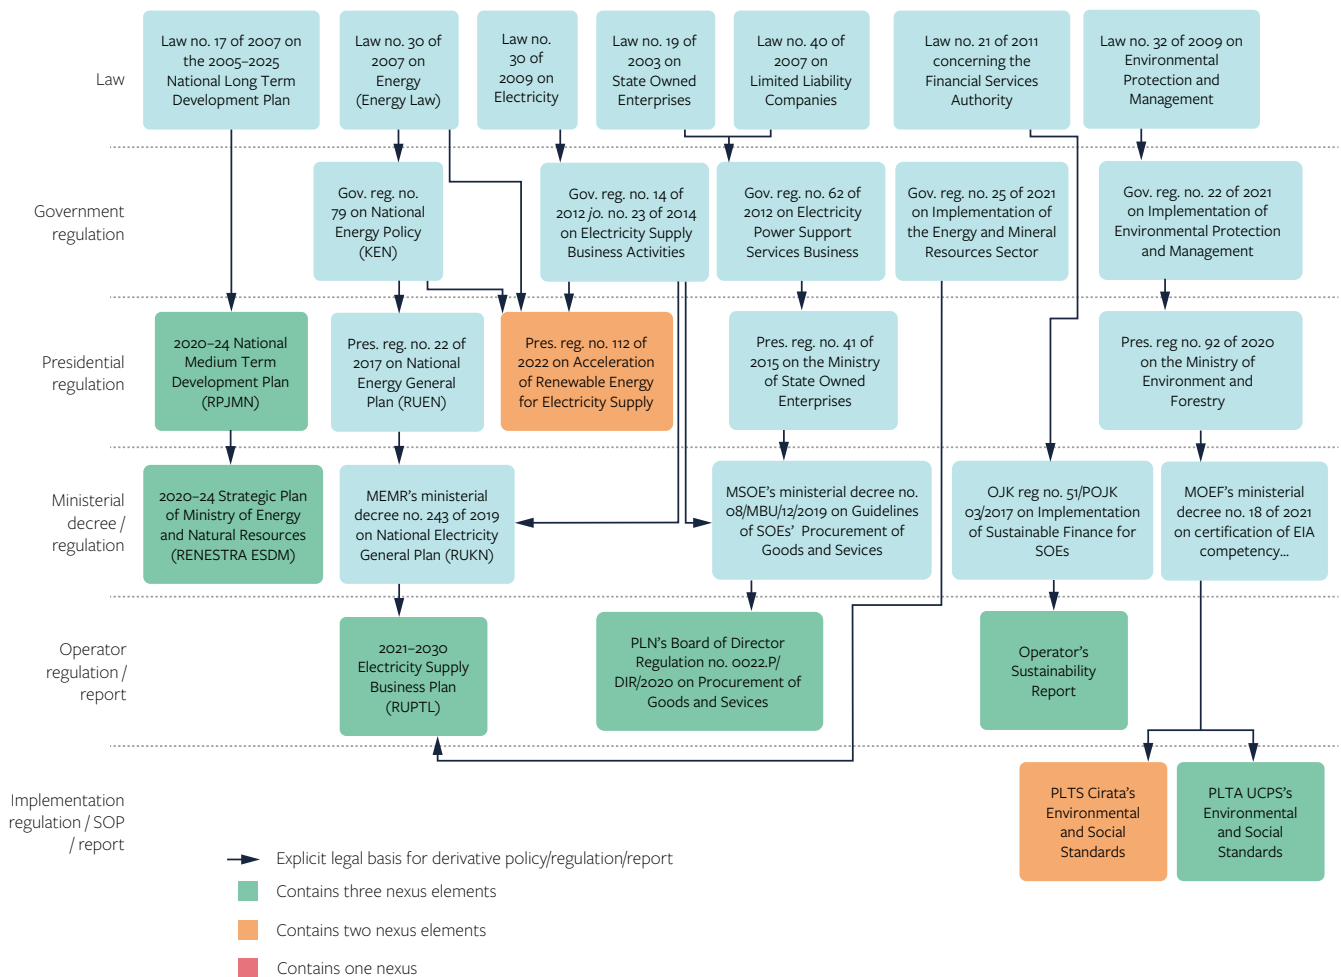 Law
Law no. 17 of 2007 on
the 2005–2025
National Long Term
Development Plan
Law no. 30 of
2007 on
Energy
(Energy Law)
Law no.
30 of
2009 on
Electricity
Law no. 19 of
2003 on
State Owned
Enterprises
Law no. 40 of
2007 on
Limited Liability
Companies
Law no. 21 of 2011
concerning the
Financial Services
Authority
Law no. 32 of 2009 on
Environmental
Protection and
Management
Government
regulation
Gov. reg. no.
79 on National
Energy Policy
(KEN)
Gov. reg. no. 14 of
2012 jo. no. 23 of 2014
on Electricity Supply
Business Activities
Gov. reg. no. 62 of
2012 on Electricity
Power Support
Services Business
Gov. reg. no. 25 of 2021
on Implementation of
the Energy and Mineral
Resources Sector
Gov. reg. no. 22 of 2021
on Implementation of
Environmental Protection
and Management
Presidential
regulation
2020–24 National
Medium Term
Development Plan
(RPJMN)
Pres. reg. no. 22 of
2017 on National
Energy General
Plan (RUEN)
Pres. reg. no. 112 of
2022 on Acceleration
of Renewable Energy
for Electricity Supply
Pres. reg. no. 41 of
2015 on the Ministry
of State Owned
Enterprises
Pres. reg no. 92 of 2020
on the Ministry of
Environment and
Forestry
Ministerial
decree /
regulation
2020–24 Strategic Plan
of Ministry of Energy
and Natural Resources
(RENESTRA ESDM)
MEMR's ministerial
decree no. 243 of 2019
on National Electricity
General Plan (RUKN)
MSOE's ministerial decree no.
08/MBU/12/2019 on Guidelines
of SOEs' Procurement of
Goods and Sevices
OJK reg no. 51/POJK
03/2017 on Implementation
of Sustainable Finance for
SOEs
MOEF's ministerial
decree no. 18 of 2021
on certification of EIA
competency...
Operator
regulation /
report
2021–2030
Electricity Supply
Business Plan
(RUPTL)
PLN's Board of Director
Regulation no. 0022.P/
DIR/2020 on Procurement of
Goods and Sevices
Operator's
Sustainability
Report
Implementation
regulation / SOP
/ report
PLTS Cirata's
Environmental
and Social
Standards
PLTA UCPS's
Environmental
and Social
Standards
Explicit legal basis for derivative policy/regulation/report
Contains three nexus elements
Contains two nexus elements
Contains one nexus